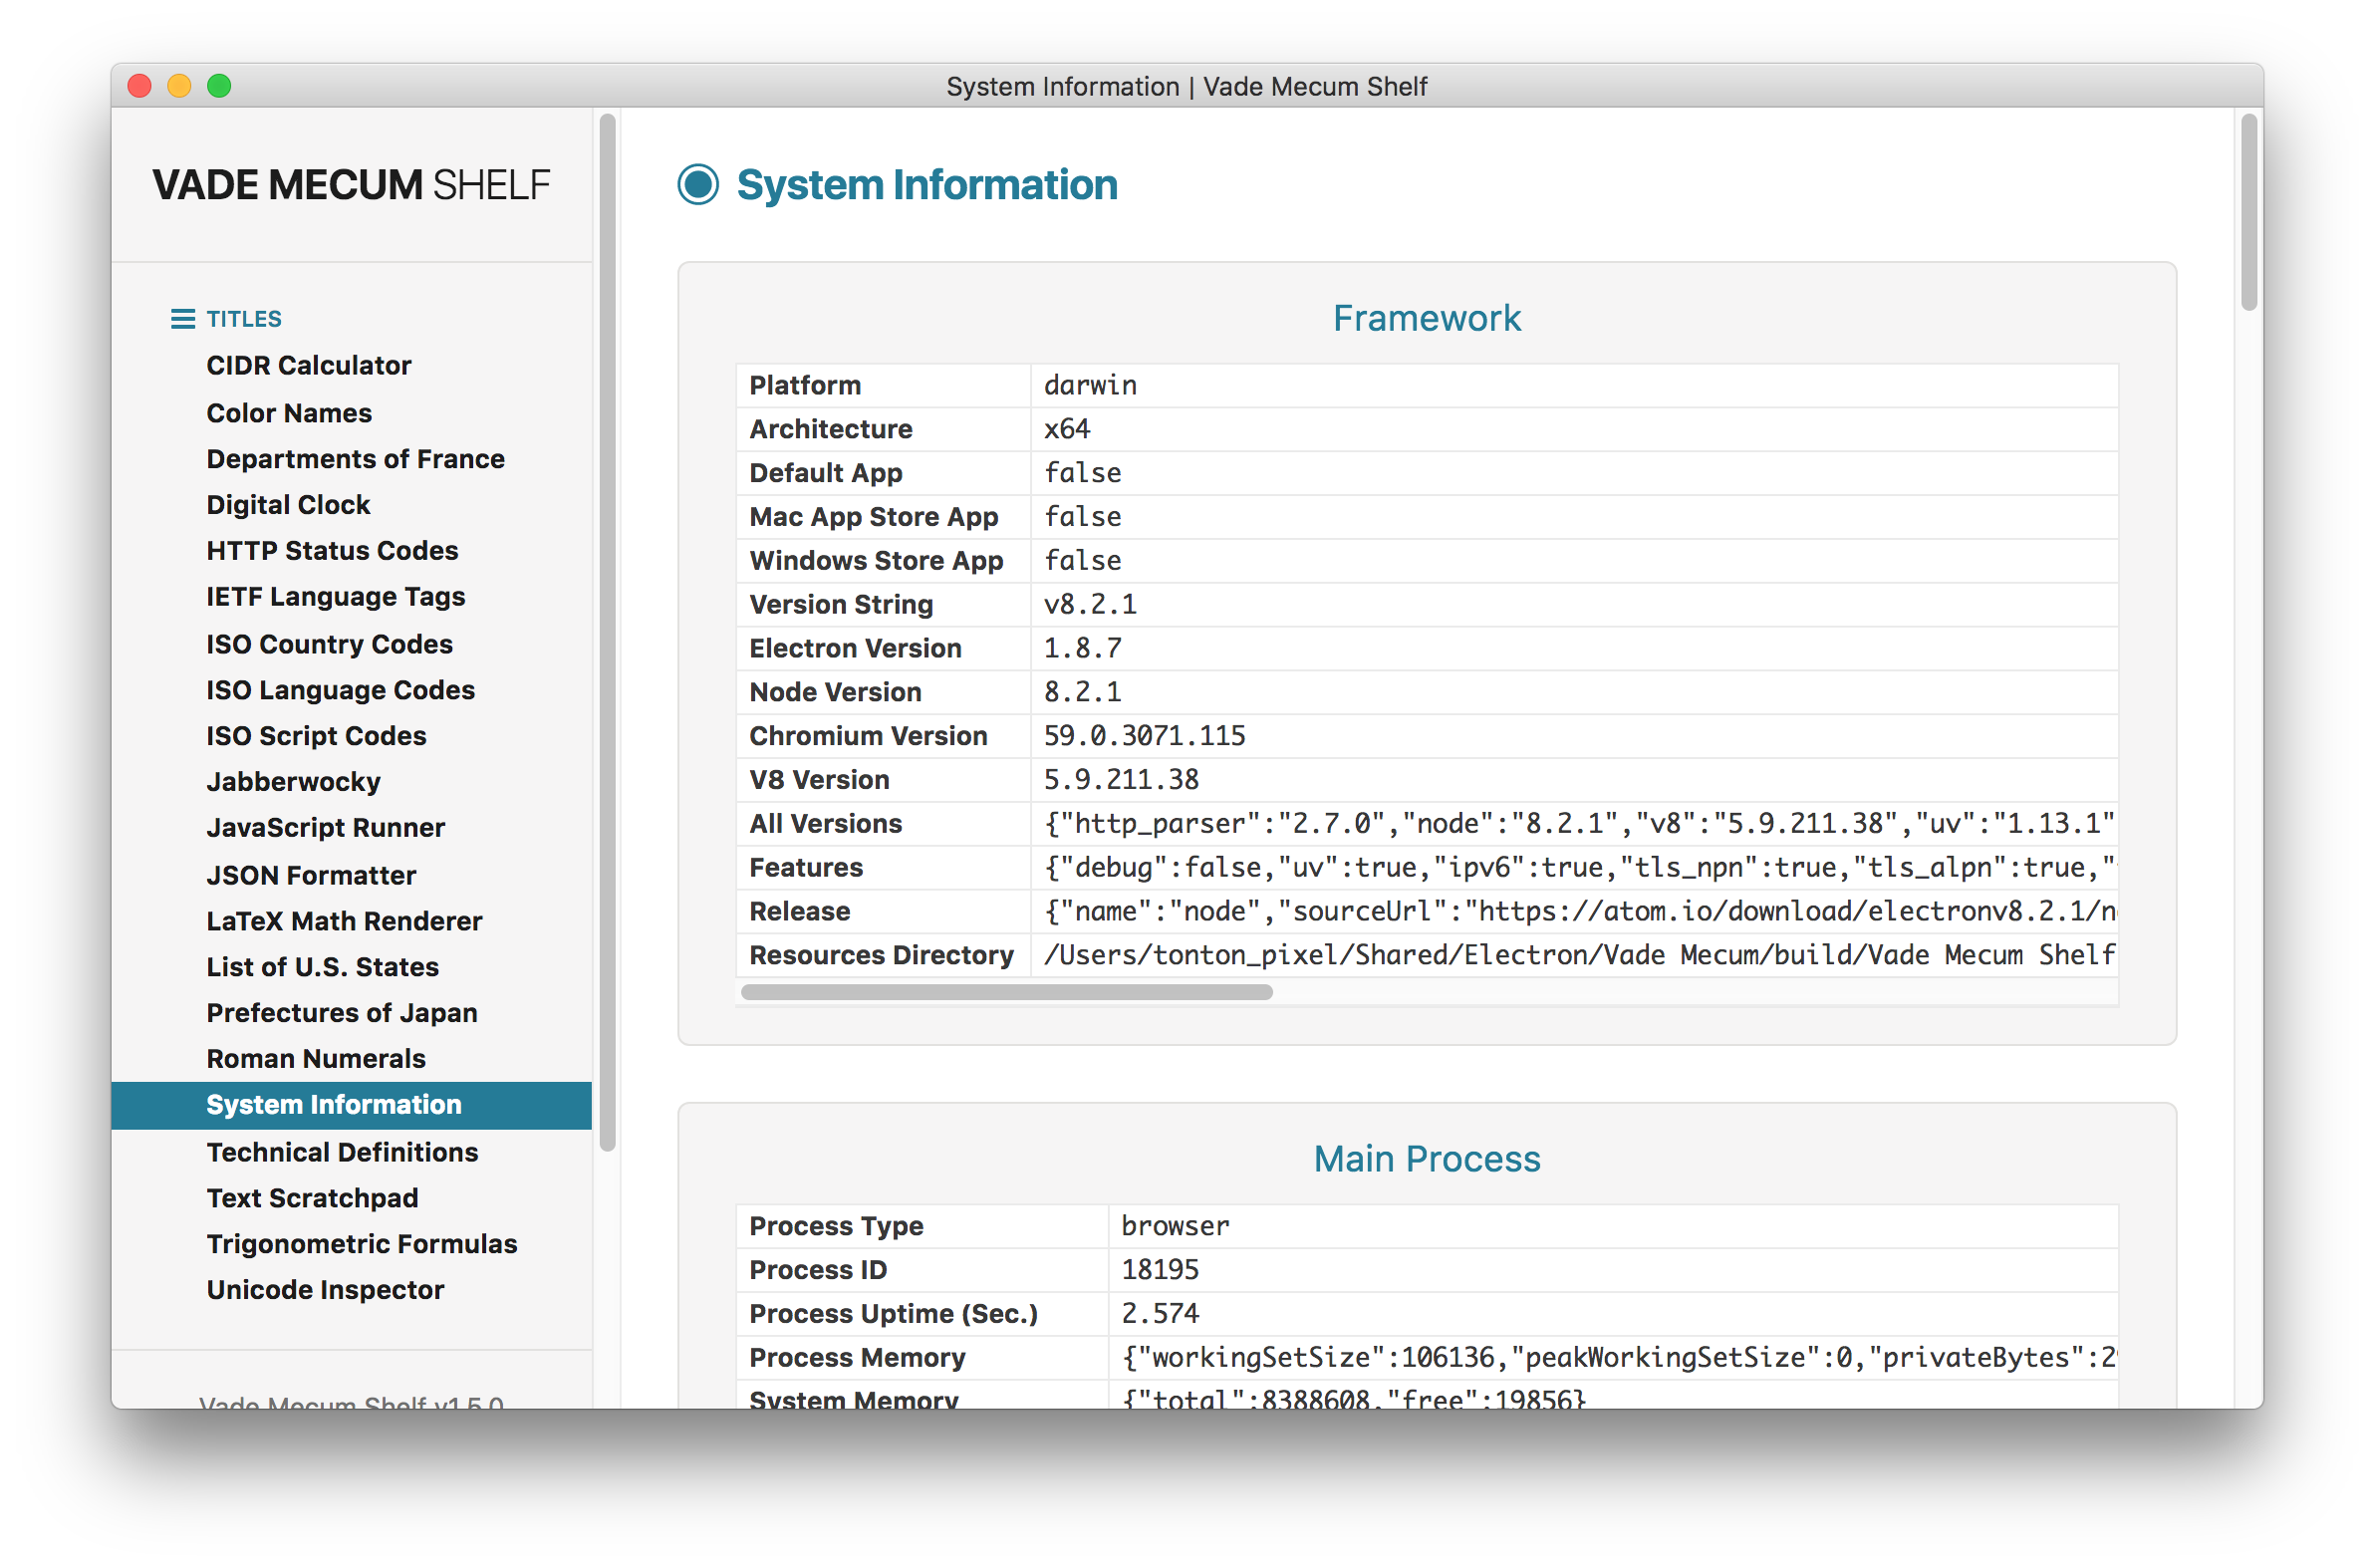 System Information | Vade Mecum Shelf
VADE MECUM SHELF
TITLES
CIDR Calculator
Color Names
Departments of France
Digital Clock
HTTP Status Codes
IETF Language Tags
ISO Country Codes
ISO Language Codes
ISO Script Codes
Jabberwocky
JavaScript Runner
JSON Formatter
LaTeX Math Renderer
List of U.S. States
Prefectures of Japan
Roman Numerals
System Information
Technical Definitions
Text Scratchpad
Trigonometric Formulas
Unicode Inspector
Vade Mecum Shelf v1.5.0
System Information
Framework
Platform darwin
Architecture x64
Default App false
Mac App Store App false
Windows Store App false
Version String v8.2.1
Electron Version 1.8.7
Node Version 8.2.1
Chromium Version 59.0.3071.115
V8 Version 5.9.211.38
All Versions {"http_parser":"2.7.0","node":"8.2.1","v8":"5.9.211.38","uv":"1.13.1"
Features {"debug":false,"uv":true,"ipv6":true,"tls_npn":true,"tls_alpn":true,"
Release {"name":"node","sourceUrl":"https://atom.io/download/electronv8.2.1/n
Resources Directory /Users/tonton_pixel/Shared/Electron/Vade Mecum/build/Vade Mecum Shelf
Main Process
Process Type browser
Process ID 18195
Process Uptime (Sec.) 2.574
Process Memory {"workingSetSize":106136,"peakWorkingSetSize":0,"privateBytes":2
System Memory {"total":8388608,"free":19856}